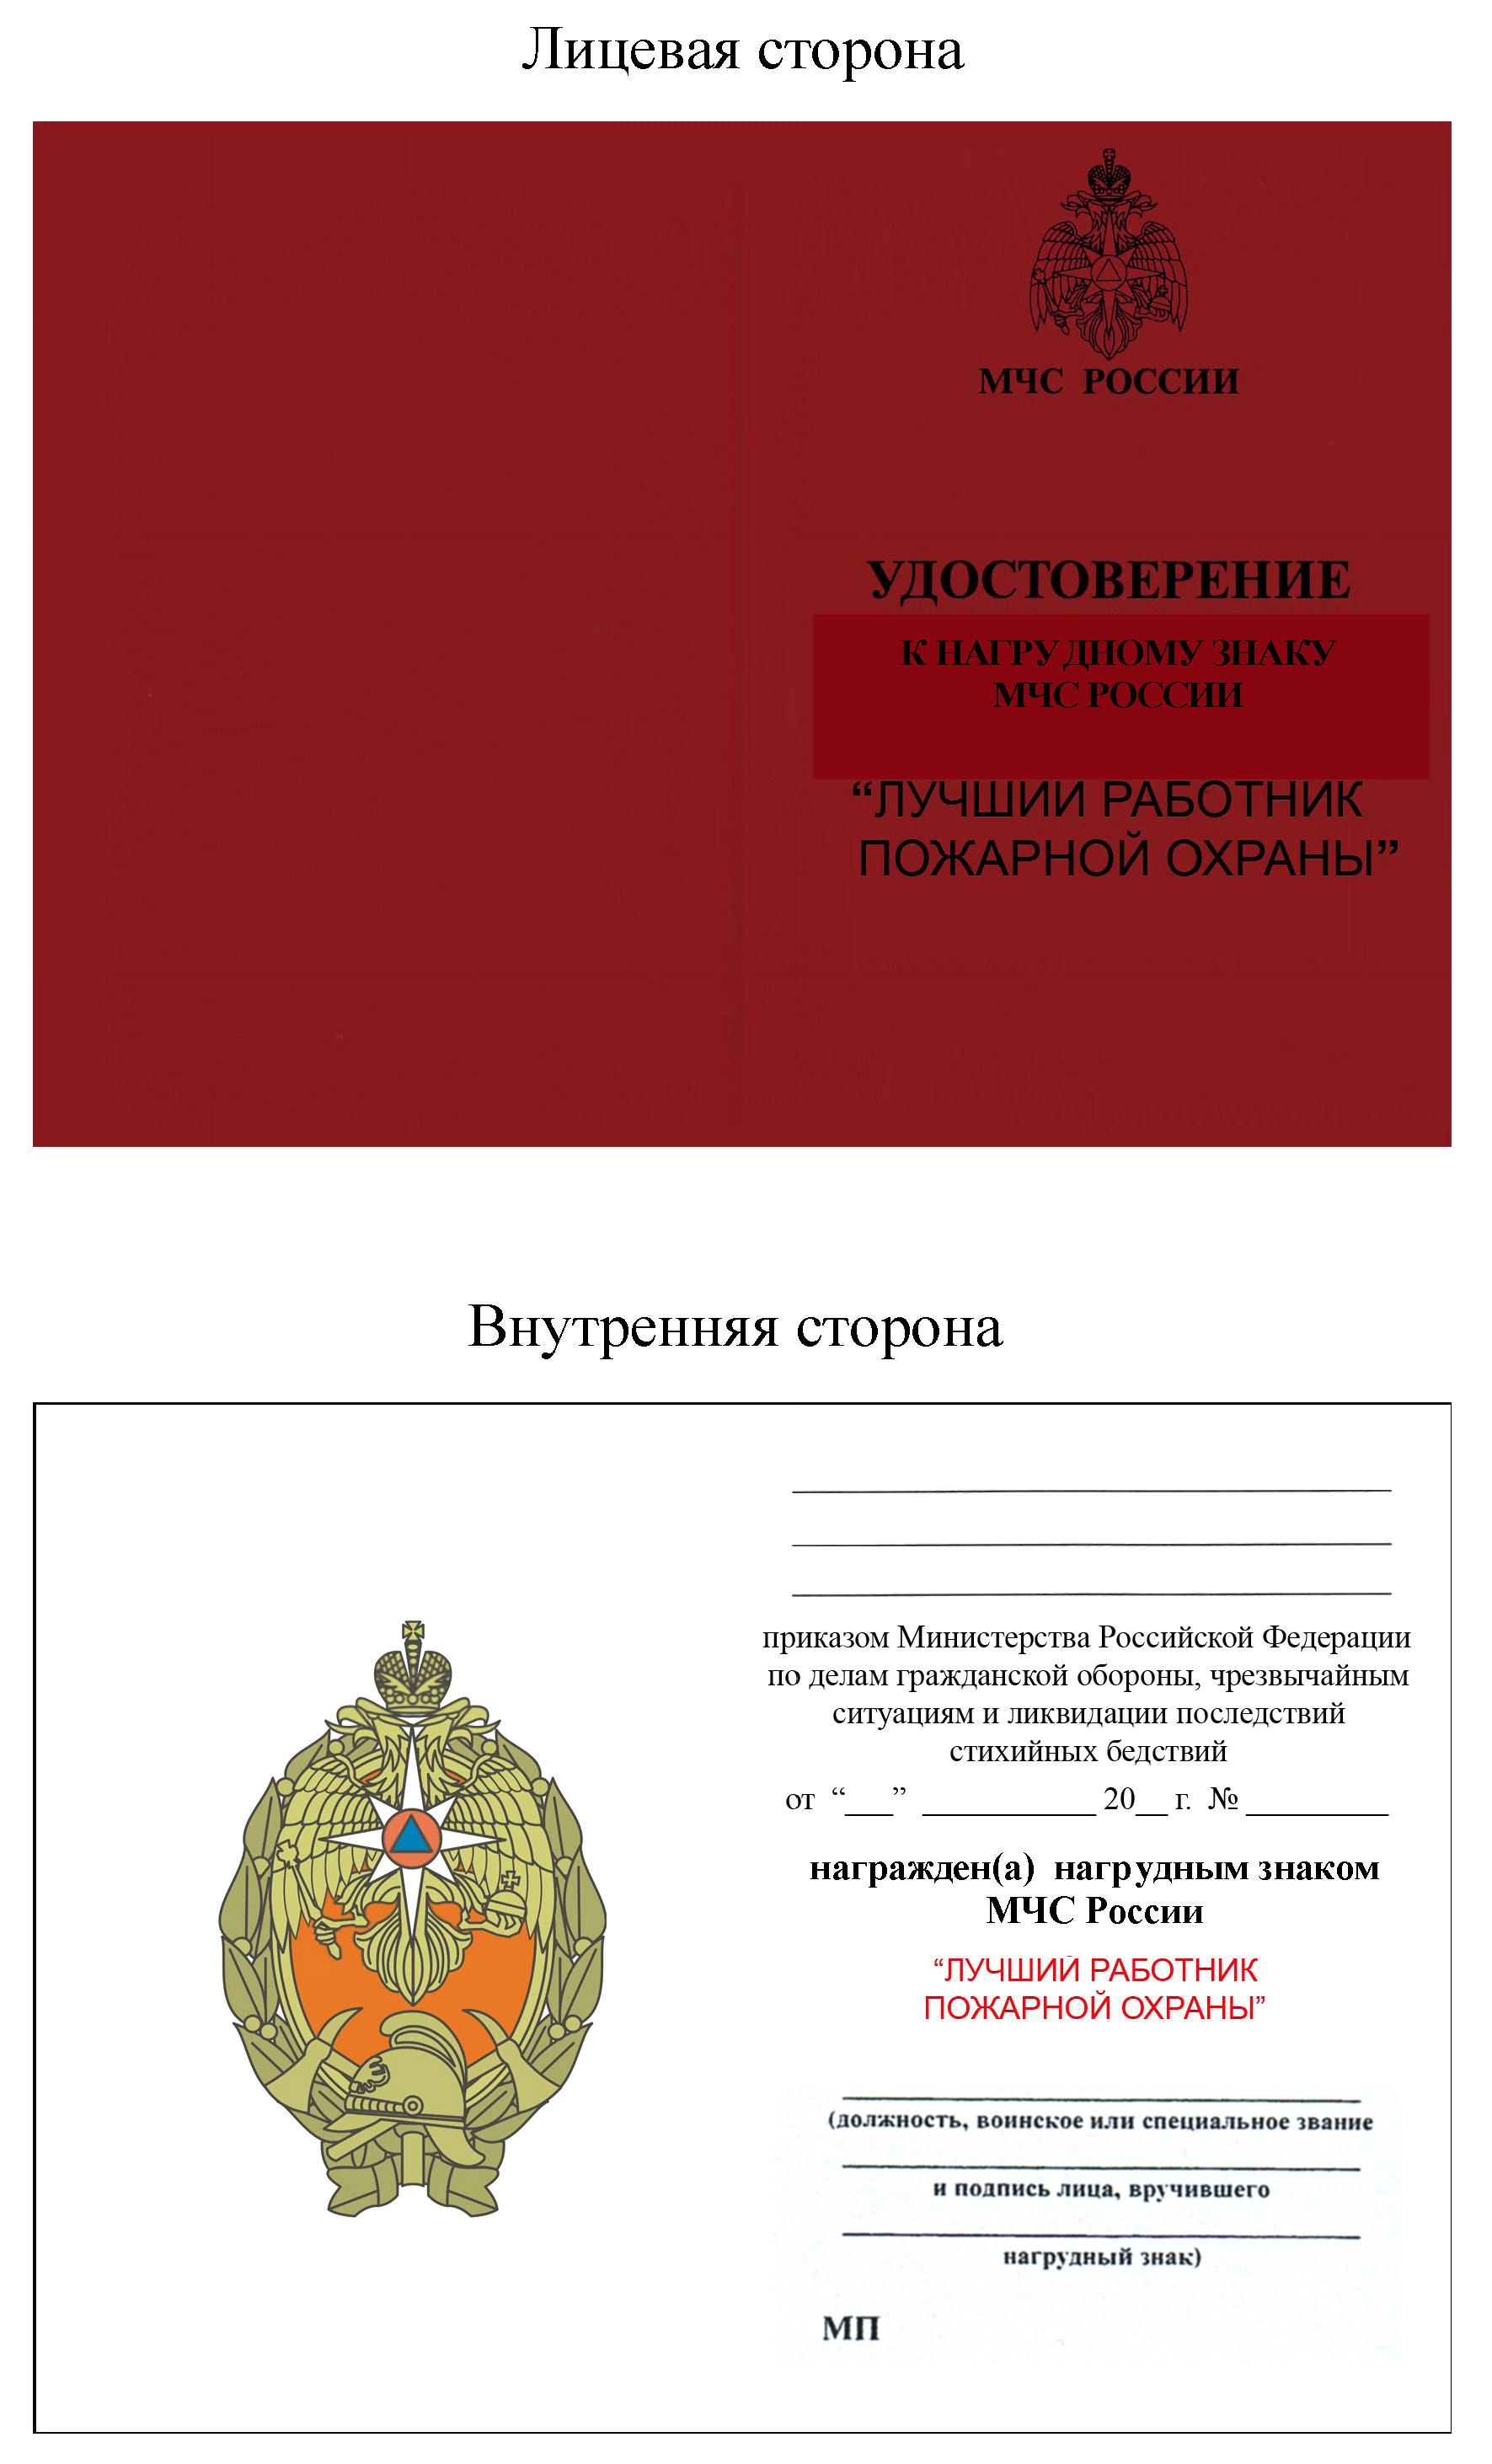 Лицевая сторона
МЧС РОССИИ
УДОСТОВЕРЕНИЕ
К НАГРУДНОМУ ЗНАКУ
МЧС РОССИИ
“ЛУЧШИЙ РАБОТНИК
ПОЖАРНОЙ ОХРАНЫ”
Внутренняя сторона
приказом Министерства Российской Федерации
по делам гражданской обороны, чрезвычайным
ситуациям и ликвидации последствий
стихийных бедствий
от “___” ___________ 20__ г. № _________
награжден(а) нагрудным знаком
МЧС России
“ЛУЧШИЙ РАБОТНИК
ПОЖАРНОЙ ОХРАНЫ”
(должность, воинское или специальное звание
и подпись лица, вручившего
нагрудный знак)
МП